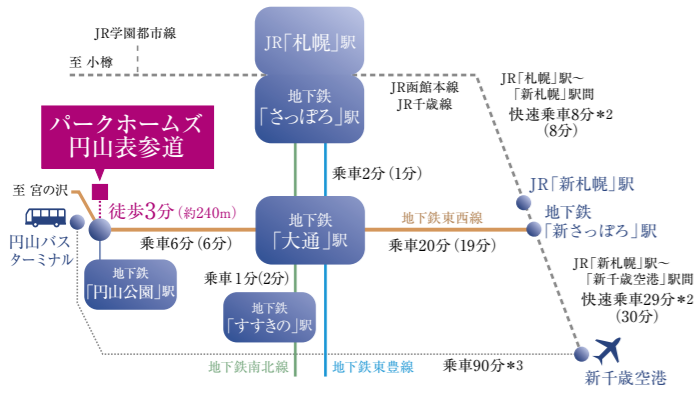 JR学園都市線
至 小樽
JR「札幌」駅
地下鉄
「さっぽろ」駅
JR函館本線
JR千歳線
JR「札幌」駅〜
「新札幌」駅間
快速乗車8分*2
(8分)
パークホームズ
円山表参道
乗車2分(1分)
至 宮の沢
徒歩3分(約240m)
JR「新札幌」駅
円山バス
ターミナル
乗車6分(6分)
地下鉄
「大通」駅
地下鉄東西線
乗車20分(19分)
地下鉄
「新さっぽろ」駅
地下鉄
「円山公園」駅
乗車1分(2分)
地下鉄
「すすきの」駅
JR「新札幌」駅〜
「新千歳空港」駅間
快速乗車29分*2
(30分)
地下鉄南北線
地下鉄東豊線
乗車90分*3
新千歳空港